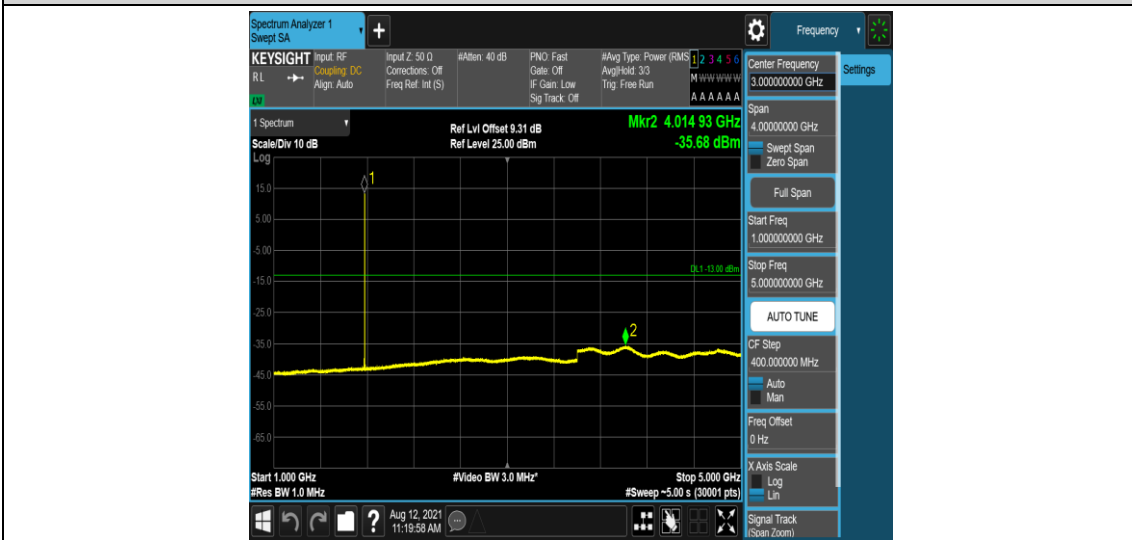 Spectrum Analyzer 1
Swept SA
+
Frequency
KEYSIGHT
RL
LXI
Input: RF
Coupling: DC
Align: Auto
Input Z: 50 Ω
Corrections: Off
Freq Ref: Int (S)
#Atten: 40 dB
PNO: Fast
Gate: Off
IF Gain: Low
Sig Track: Off
#Avg Type: Power (RMS
Avg|Hold: 3/3
Trig: Free Run
1 2 3 4 5 6
M W W W W W
A A A A A A
1 Spectrum
Scale/Div 10 dB
Log
Ref Lvl Offset 9.31 dB
Ref Level 25.00 dBm
Mkr2 4.014 93 GHz
-35.68 dBm
15.0
5.00
-5.00
-15.0
-25.0
-35.0
-45.0
-55.0
-65.0
1
DL1 -13.00 dBm
2
Start 1.000 GHz
#Res BW 1.0 MHz
#Video BW 3.0 MHz*
Stop 5.000 GHz
#Sweep ~5.00 s (30001 pts)
Center Frequency
3.000000000 GHz
Settings
Span
4.00000000 GHz
Swept Span
Zero Span
Full Span
Start Freq
1.000000000 GHz
Stop Freq
5.000000000 GHz
AUTO TUNE
CF Step
400.000000 MHz
Auto
Man
Freq Offset
0 Hz
X Axis Scale
Log
Lin
Signal Track
(Span Zoom)
?
Aug 12, 2021
11:19:58 AM